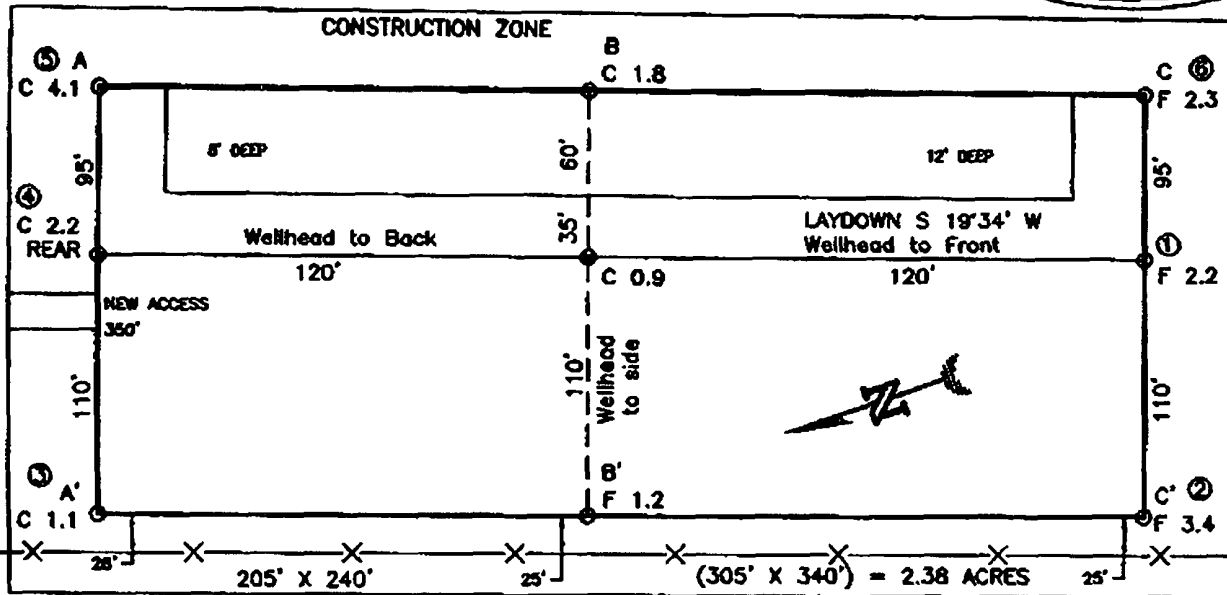 CONSTRUCTION ZONE
⑤ A
C 4.1
B
C 1.8
C ⑥
F 2.3
8' DEEP
12' DEEP
95'
60'
95'
④
C 2.2
REAR
Wellhead to Back
120'
35'
C 0.9
LAYDOWN S 19°34' W
Wellhead to Front
120'
①
F 2.2
NEW ACCESS
350'
110'
110'
Wellhead
to side
N
110'
③
A'
C 1.1
B'
F 1.2
C' ②
F 3.4
205' X 240'
25'
(305' X 340') = 2.38 ACRES
25'